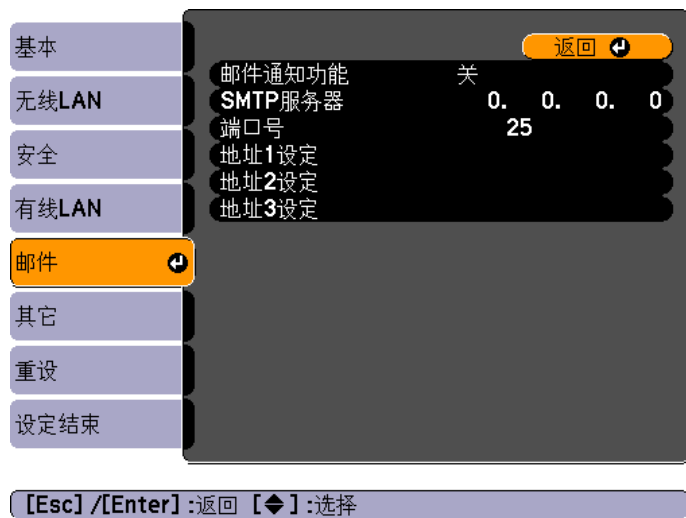 基本
无线LAN
安全
有线LAN
邮件
其它
重设
设定结束
返回
邮件通知功能 关
SMTP服务器 0. 0. 0. 0
端口号 25
地址1设定
地址2设定
地址3设定
[Esc] /[Enter] :返回 [◆] :选择